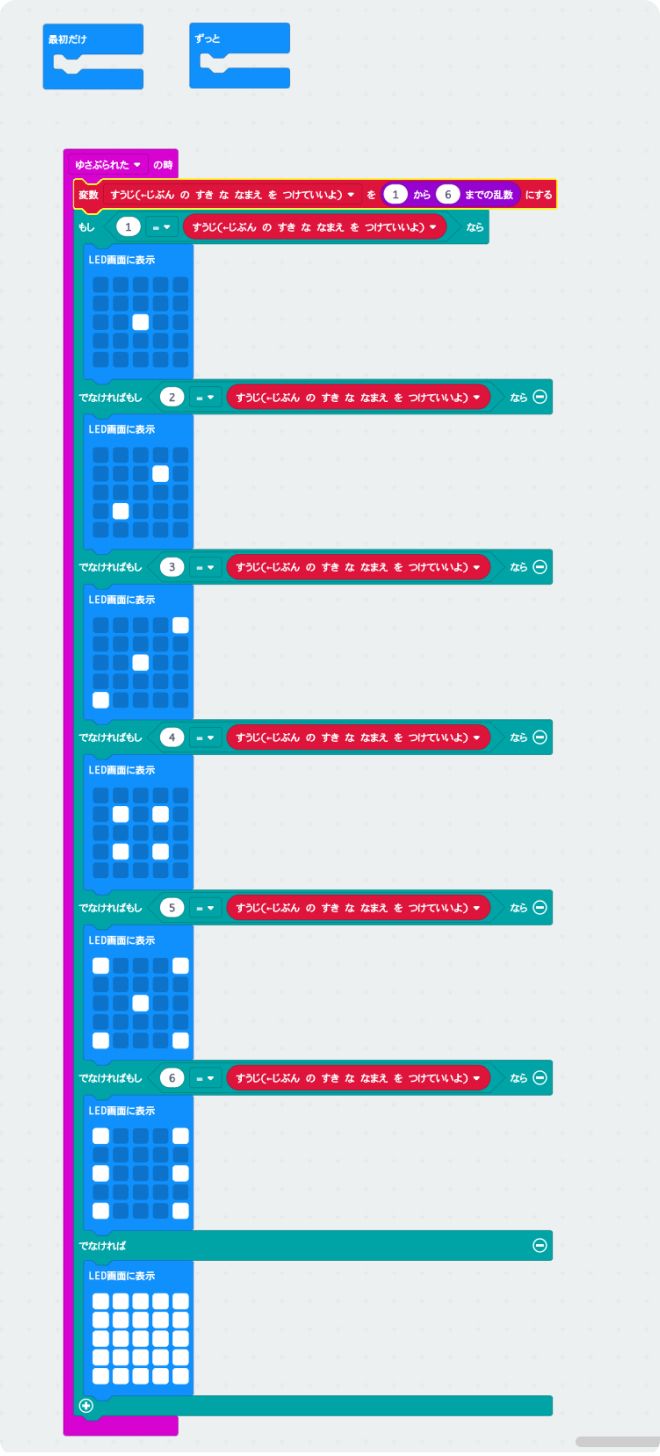 最初だけ
ずっと
ゆさぶられた の時
変数 すうじ(←じぶん の すき な なまえ を つけていいよ) を 1 から 6 までの乱数 にする
もし 1 = すうじ(←じぶん の すき な なまえ を つけていいよ) なら
LED画面に表示
でなければもし 2 = すうじ(←じぶん の すき な なまえ を つけていいよ) なら
LED画面に表示
でなければもし 3 = すうじ(←じぶん の すき な なまえ を つけていいよ) なら
LED画面に表示
でなければもし 4 = すうじ(←じぶん の すき な なまえ を つけていいよ) なら
LED画面に表示
でなければもし 5 = すうじ(←じぶん の すき な なまえ を つけていいよ) なら
LED画面に表示
でなければもし 6 = すうじ(←じぶん の すき な なまえ を つけていいよ) なら
LED画面に表示
でなければ
LED画面に表示